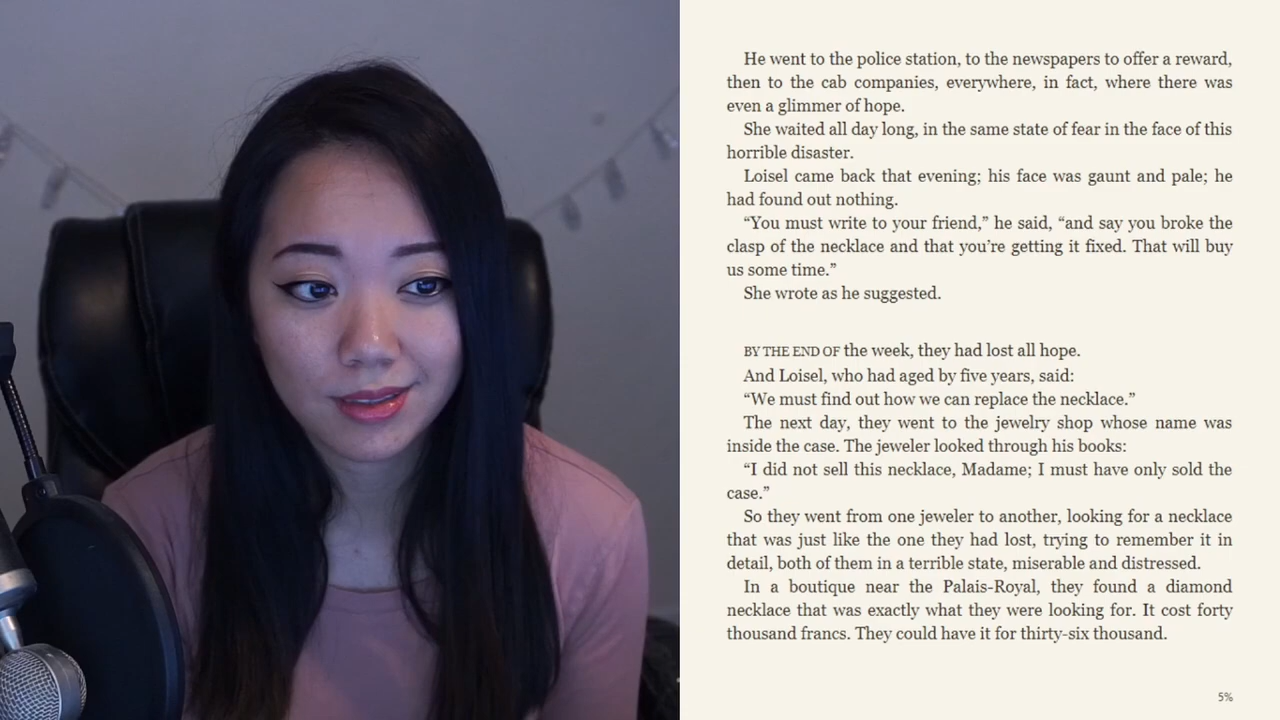 He went to the police station, to the newspapers to offer a reward,
then to the cab companies, everywhere, in fact, where there was
even a glimmer of hope.
She waited all day long, in the same state of fear in the face of this
horrible disaster.
Loisel came back that evening; his face was gaunt and pale; he
had found out nothing.
“You must write to your friend,” he said, “and say you broke the
clasp of the necklace and that you’re getting it fixed. That will buy
us some time.”
She wrote as he suggested.
BY THE END OF the week, they had lost all hope.
And Loisel, who had aged by five years, said:
“We must find out how we can replace the necklace.”
The next day, they went to the jewelry shop whose name was
inside the case. The jeweler looked through his books:
“I did not sell this necklace, Madame; I must have only sold the
case.”
So they went from one jeweler to another, looking for a necklace
that was just like the one they had lost, trying to remember it in
detail, both of them in a terrible state, miserable and distressed.
In a boutique near the Palais-Royal, they found a diamond
necklace that was exactly what they were looking for. It cost forty
thousand francs. They could have it for thirty-six thousand.
5%